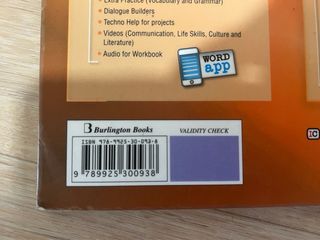 Extra Practice (Vocabulary and Grammar)
• Dialogue Builders
• Techno Help for projects
• Videos (Communication, Life Skills, Culture and
Literature)
• Audio for Workbook
WORD
app
B Burlington Books
VALIDITY CHECK
ISBN 978-9925-30-093-8
9 789925 300938